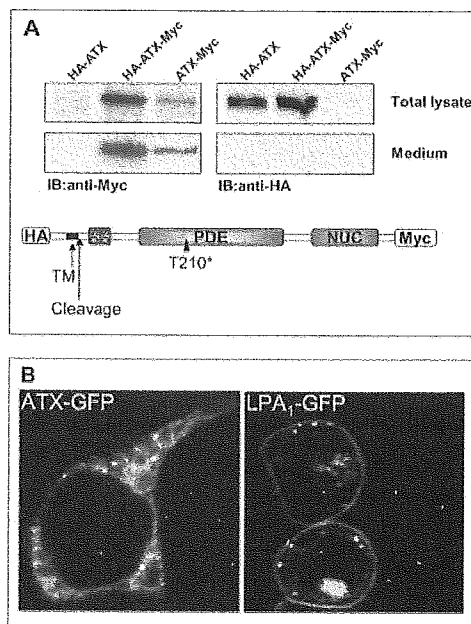 A
HA-ATX HA-ATX-Myc ATX-Myc HA-ATX HA-ATX-Myc ATX-Myc
Total lysate
Medium
IB:anti-Myc IB:anti-HA
HA PDE NUC Myc
TM T210*
Cleavage
B
ATX-GFP LPA₁-GFP